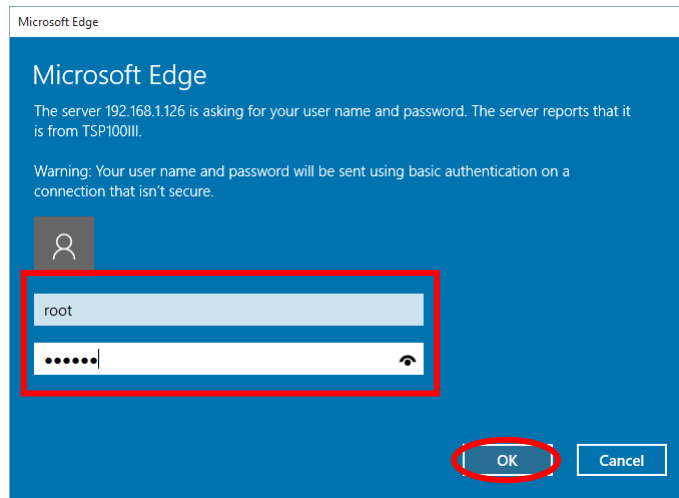 Microsoft Edge
Microsoft Edge
The server 192.168.1.126 is asking for your user name and password. The server reports that it
is from TSP100III.
Warning: Your user name and password will be sent using basic authentication on a
connection that isn't secure.
root
••••••
OK Cancel